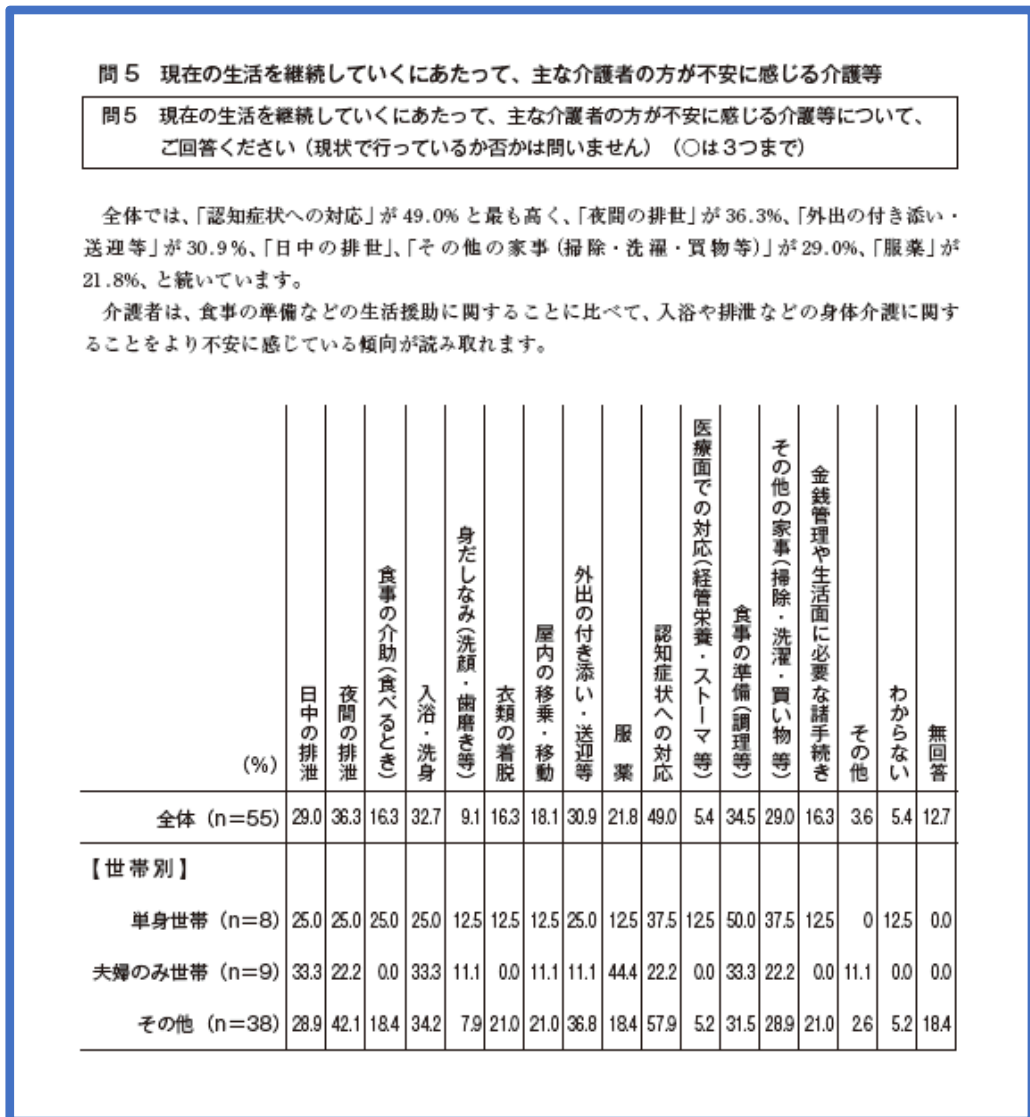 問 5　現在の生活を継続していくにあたって、主な介護者の方が不安に感じる介護等
問5　現在の生活を継続していくにあたって、主な介護者の方が不安に感じる介護等について、
ご回答ください（現状で行っているか否かは問いません）（○は３つまで）
全体では、「認知症状への対応」が 49.0% と最も高く、「夜間の排世」が 36.3%、「外出の付き添い・
送迎等」が 30.9%、「日中の排世」、「その他の家事 (掃除・洗濯・買物等)」が 29.0%、「服薬」が
21.8%、と続いています。
介護者は、食事の準備などの生活援助に関することに比べて、入浴や排泄などの身体介護に関す
ることをより不安に感じている傾向が読み取れます。
(%)
日中の排泄
夜間の排泄
食事の介助(食べるとき)
入浴・洗身
身だしなみ(洗顔・歯磨き等)
衣類の着脱
屋内の移乗・移動
外出の付き添い・送迎等
服　薬
認知症状への対応
医療面での対応(経管栄養・ストーマ 等)
食事の準備(調理等)
その他の家事(掃除・洗濯・買い物 等)
金銭管理や生活面に必要な諸手続き
その他
わからない
無回答
全体 (n=55) 29.0 36.3 16.3 32.7 9.1 16.3 18.1 30.9 21.8 49.0 5.4 34.5 29.0 16.3 3.6 5.4 12.7
【世帯別】
単身世帯 (n=8) 25.0 25.0 25.0 25.0 12.5 12.5 12.5 25.0 12.5 37.5 12.5 50.0 37.5 12.5 0 12.5 0.0
夫婦のみ世帯 (n=9) 33.3 22.2 0.0 33.3 11.1 0.0 11.1 11.1 44.4 22.2 0.0 33.3 22.2 0.0 11.1 0.0 0.0
その他 (n=38) 28.9 42.1 18.4 34.2 7.9 21.0 21.0 36.8 18.4 57.9 5.2 31.5 28.9 21.0 2.6 5.2 18.4